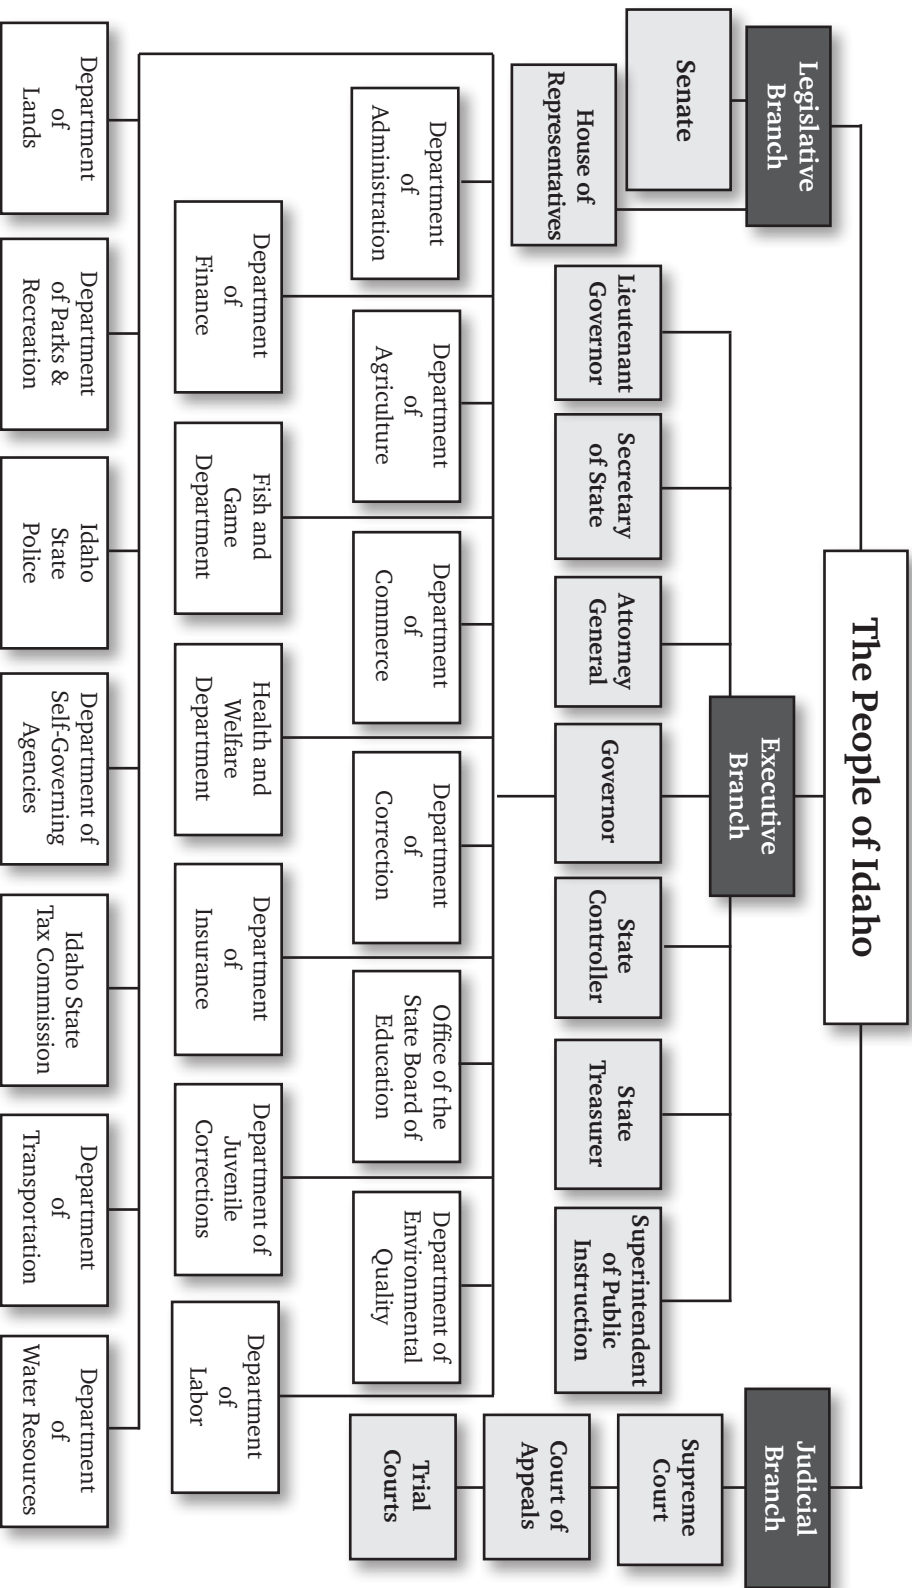 The People of Idaho
Legislative
Branch
Executive
Branch
Judicial
Branch
Senate
House of
Representatives
Lieutenant
Governor
Secretary
of State
Attorney
General
Governor
State
Controller
State
Treasurer
Superintendent
of Public
Instruction
Supreme
Court
Court of
Appeals
Trial
Courts
Department
of
Administration
Department
of
Agriculture
Department
of
Commerce
Department
of
Correction
Office of the
State Board of
Education
Department of
Environmental
Quality
Department
of
Finance
Fish and
Game
Department
Health and
Welfare
Department
Department
of
Insurance
Department of
Juvenile
Corrections
Department
of
Labor
Department
of
Lands
Department
of Parks &
Recreation
Idaho
State
Police
Department of
Self-Governing
Agencies
Idaho State
Tax Commission
Department
of
Transportation
Department
of
Water Resources